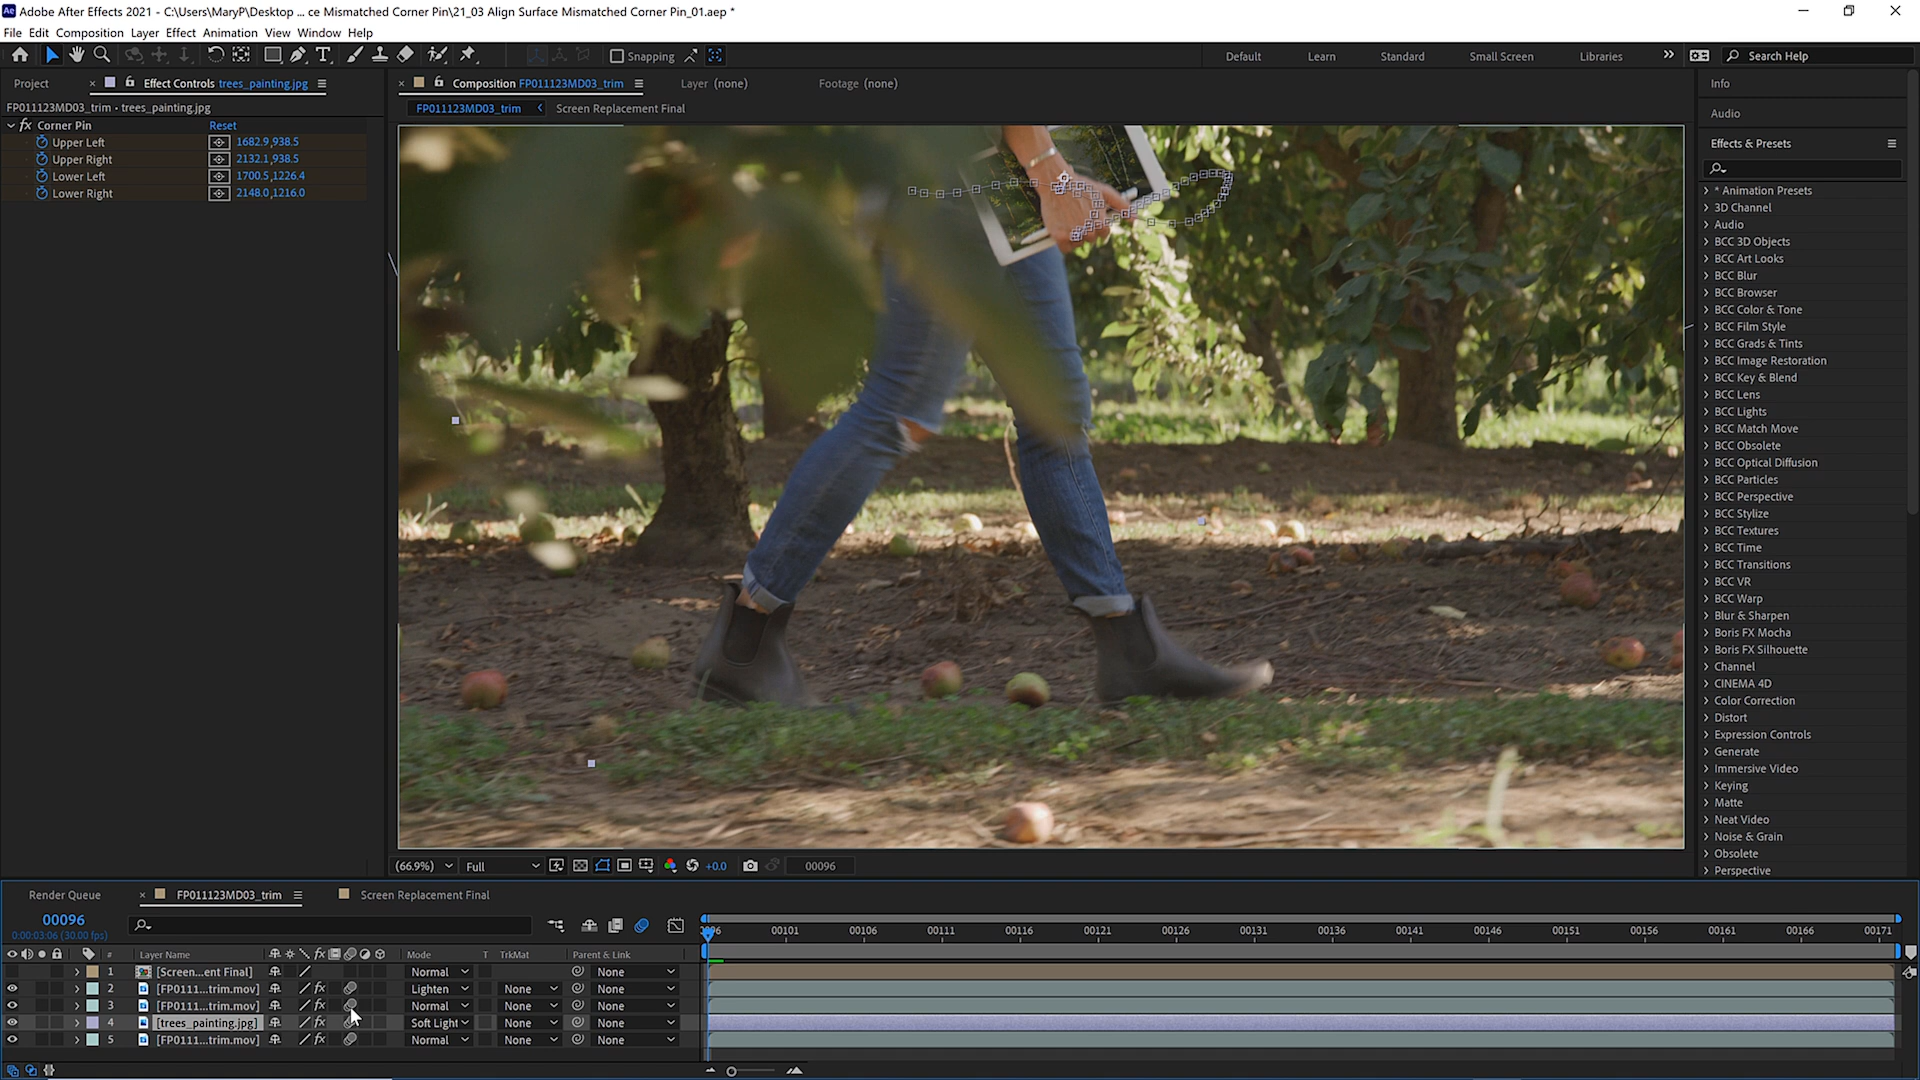 Adobe After Effects 2021 - C:\Users\MaryP\Desktop ... ce Mismatched Corner Pin\21_03 Align Surface Mismatched Corner Pin_01.aep *
File Edit Composition Layer Effect Animation View Window Help
Snapping
Default Learn Standard Small Screen Libraries
Search Help
Project
Effect Controls trees_painting.jpg
Composition FP011123MD03_trim
Layer (none)
Footage (none)
Info
FP011123MD03_trim • trees_painting.jpg
FP011123MD03_trim
Screen Replacement Final
Audio
fx Corner Pin Reset
Upper Left 1682.9,938.5
Upper Right 2132.1,938.5
Lower Left 1700.5,1226.4
Lower Right 2148.0,1216.0
Effects & Presets
* Animation Presets
3D Channel
Audio
BCC 3D Objects
BCC Art Looks
BCC Blur
BCC Browser
BCC Color & Tone
BCC Film Style
BCC Grads & Tints
BCC Image Restoration
BCC Key & Blend
BCC Lens
BCC Lights
BCC Match Move
BCC Obsolete
BCC Optical Diffusion
BCC Particles
BCC Perspective
BCC Stylize
BCC Textures
BCC Time
BCC Transitions
BCC VR
BCC Warp
Blur & Sharpen
Boris FX Mocha
Boris FX Silhouette
Channel
CINEMA 4D
Color Correction
Distort
Expression Controls
Generate
Immersive Video
Keying
Matte
Neat Video
Noise & Grain
Obsolete
Perspective
(66.9%) Full +0.0 00096
Render Queue FP011123MD03_trim Screen Replacement Final
00096
0:00:03:06 (30.00 fps)
00101 00106 00111 00116 00121 00126 00131 00136 00141 00146 00151 00156 00161 00166 00171
# Layer Name fx Mode T TrkMat Parent & Link
1 [Screen...ent Final] Normal None
2 [FP0111...trim.mov] fx Lighten None None
3 [FP0111...trim.mov] fx Normal None None
4 [trees_painting.jpg] fx Soft Light None None
5 [FP0111...trim.mov] fx Normal None None